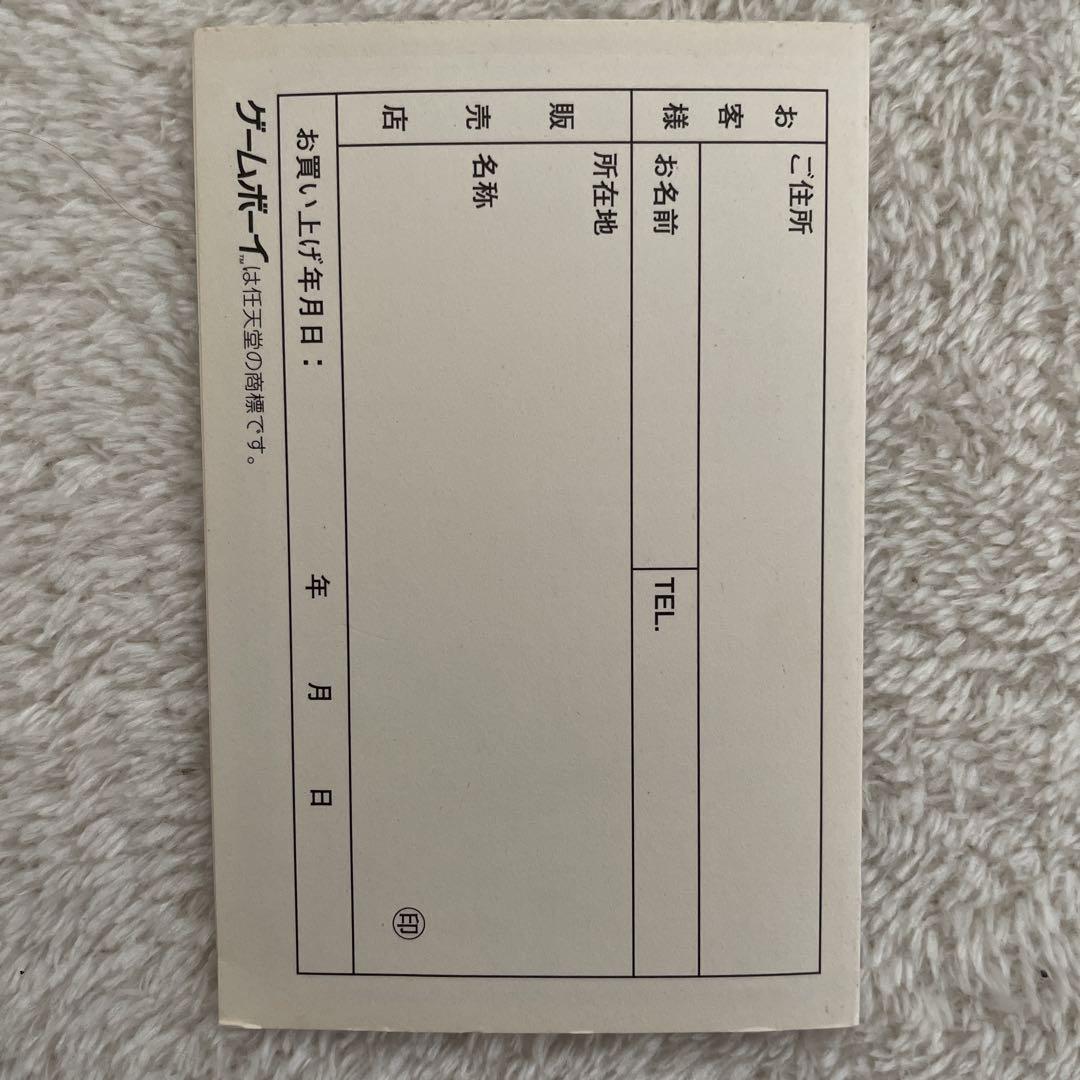 お客様
ご住所
お名前
TEL.
販売店
所在地
名称
㊞
お買い上げ年月日： 年 月 日
ゲームボーイ™は任天堂の商標です。